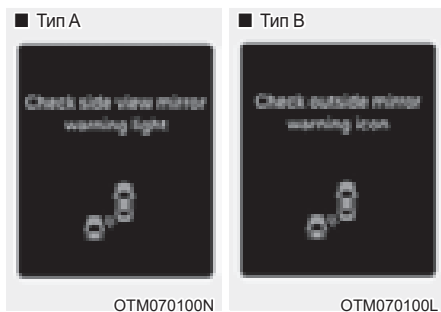 ■ Тип A
■ Тип B
Check side view mirror
warning light
Check outside mirror
warning icon
OTM070100N
OTM070100L